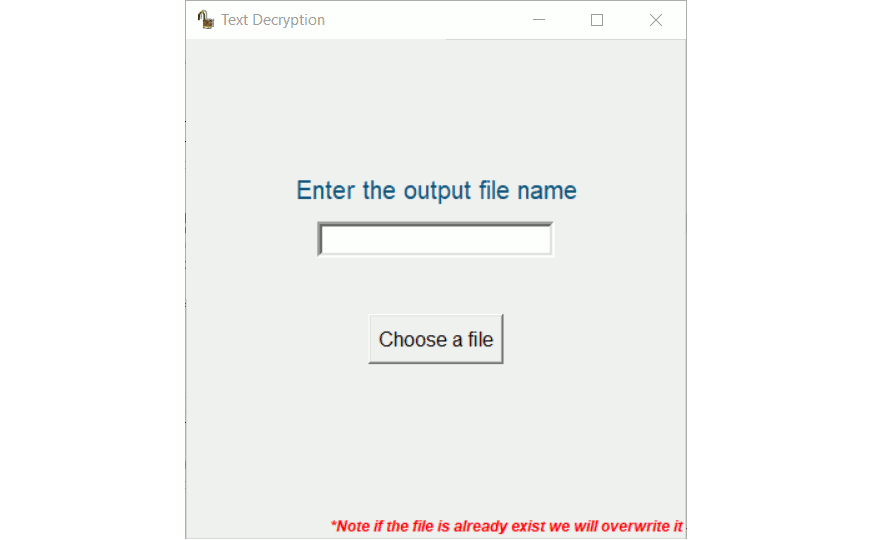 Text Decryption
Enter the output file name
Choose a file
*Note if the file is already exist we will overwrite it